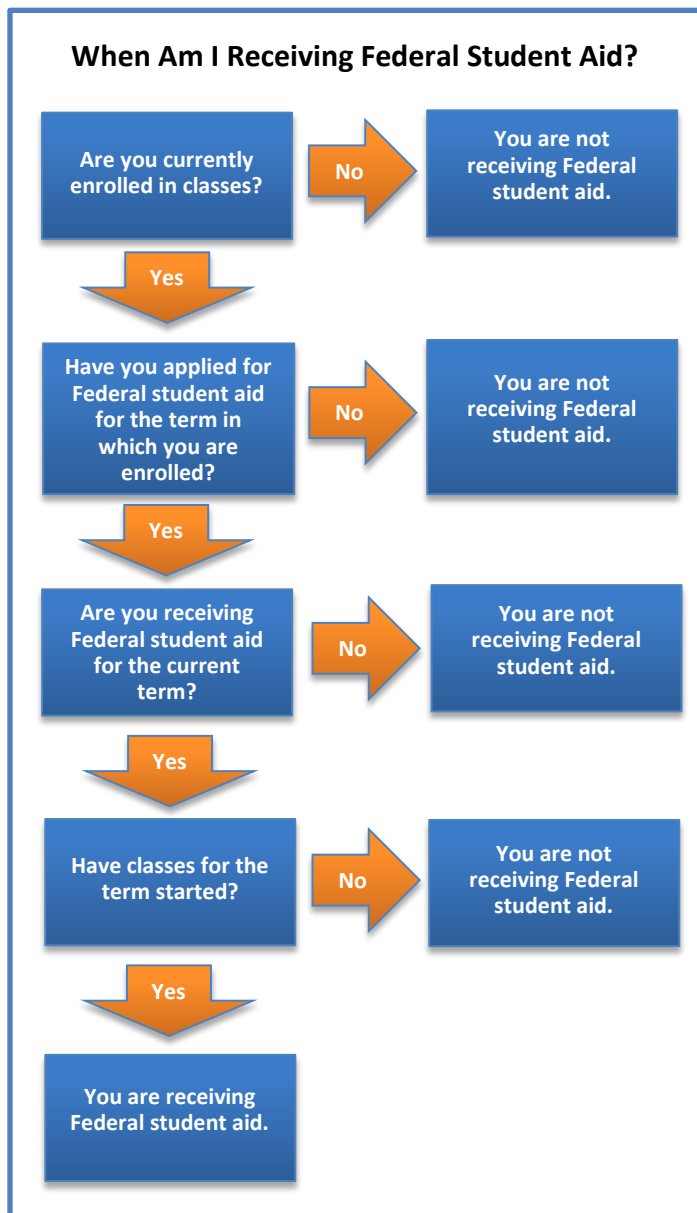 When Am I Receiving Federal Student Aid?
Are you currently
enrolled in classes?
No
You are not
receiving Federal
student aid.
Yes
Have you applied for
Federal student aid
for the term in
which you are
enrolled?
No
You are not
receiving Federal
student aid.
Yes
Are you receiving
Federal student aid
for the current
term?
No
You are not
receiving Federal
student aid.
Yes
Have classes for the
term started?
No
You are not
receiving Federal
student aid.
Yes
You are receiving
Federal student aid.